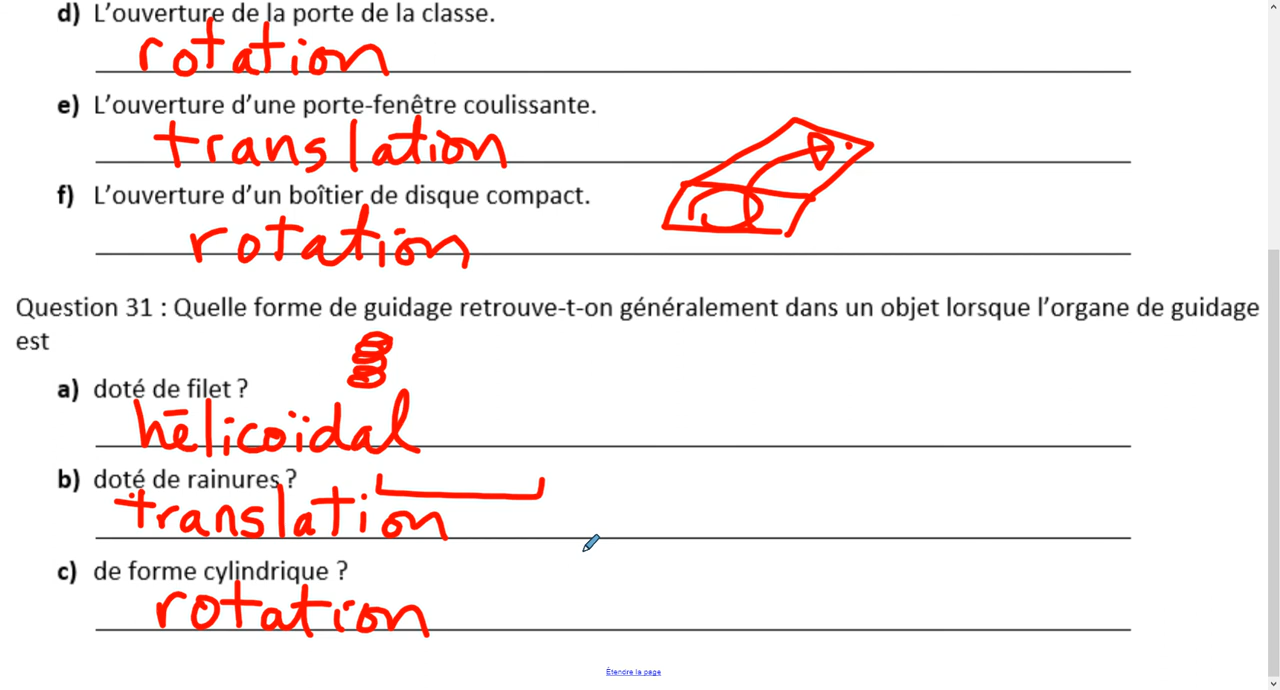 d) L'ouverture de la porte de la classe.
rotation
e) L'ouverture d'une porte-fenêtre coulissante.
translation
f) L'ouverture d'un boîtier de disque compact.
rotation
Question 31 : Quelle forme de guidage retrouve-t-on généralement dans un objet lorsque l'organe de guidage
est
a) doté de filet ?
hélicoïdal
b) doté de rainures ?
translation
c) de forme cylindrique ?
rotation
Étendre la page